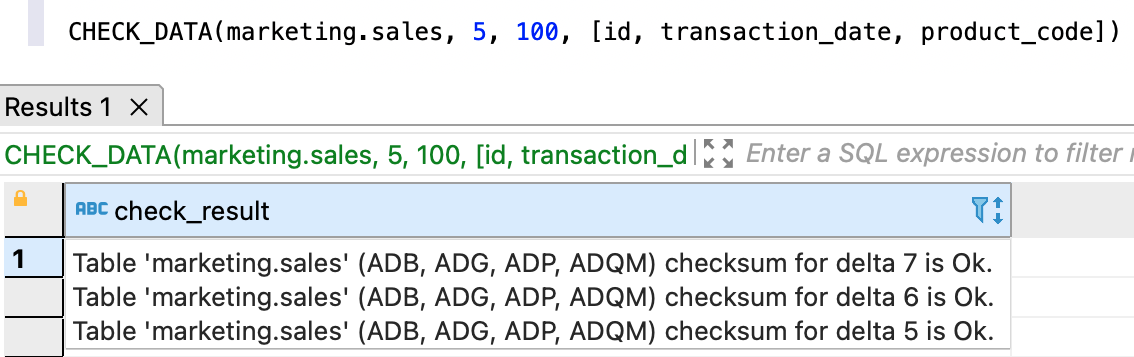 CHECK_DATA(marketing.sales, 5, 100, [id, transaction_date, product_code])
Results 1
CHECK_DATA(marketing.sales, 5, 100, [id, transaction_d
Enter a SQL expression to filter
ABC check_result
1
Table 'marketing.sales' (ADB, ADG, ADP, ADQM) checksum for delta 7 is Ok.
Table 'marketing.sales' (ADB, ADG, ADP, ADQM) checksum for delta 6 is Ok.
Table 'marketing.sales' (ADB, ADG, ADP, ADQM) checksum for delta 5 is Ok.